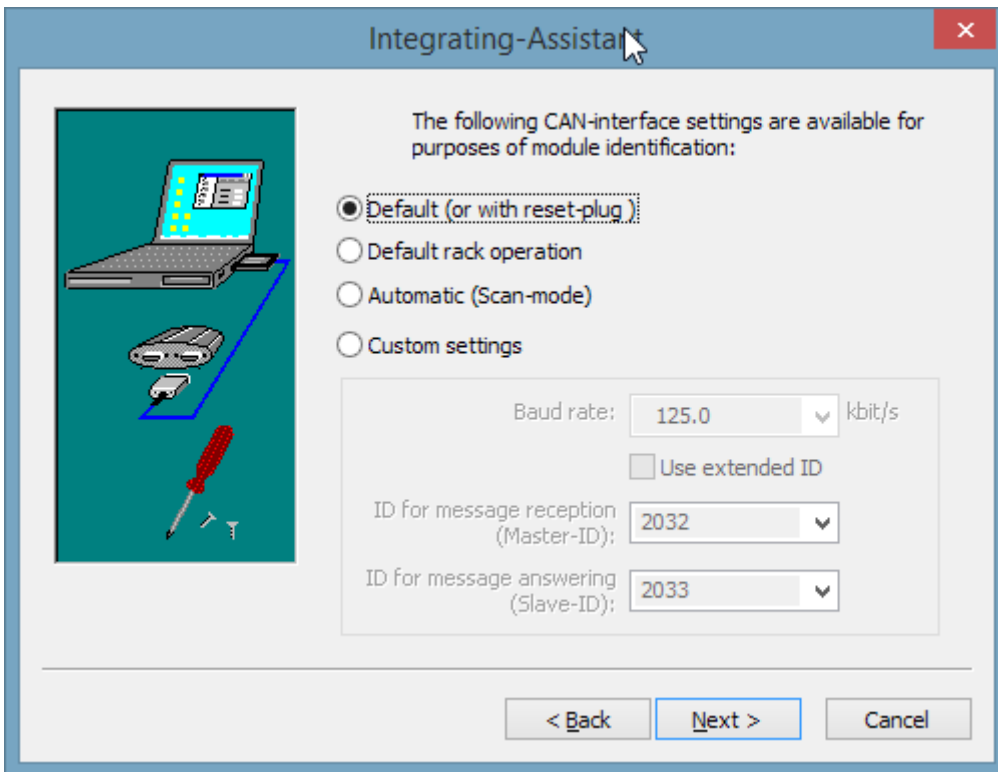 Integrating-Assistant
The following CAN-interface settings are available for
purposes of module identification:
Default (or with reset-plug )
Default rack operation
Automatic (Scan-mode)
Custom settings
Baud rate: 125.0 kbit/s
Use extended ID
ID for message reception
(Master-ID): 2032
ID for message answering
(Slave-ID): 2033
< Back Next > Cancel